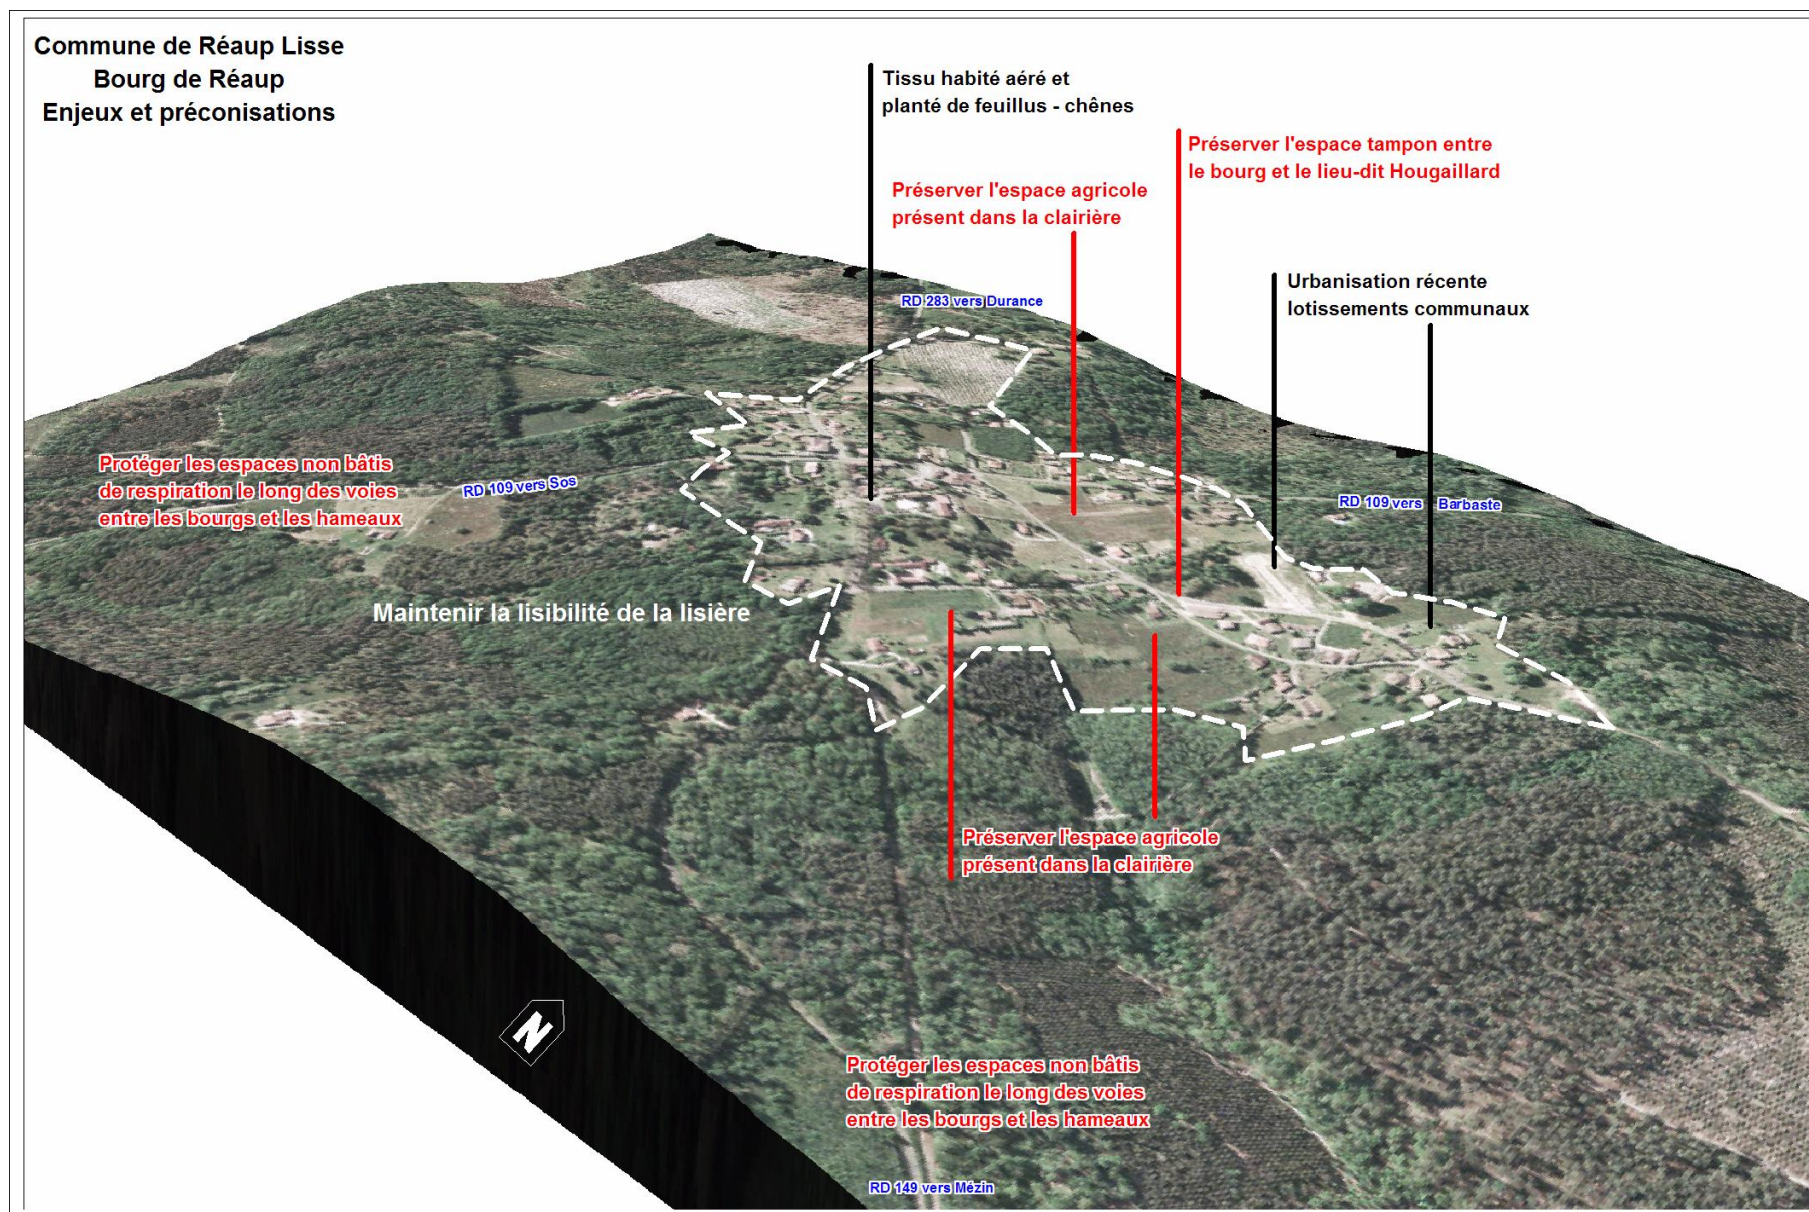 Commune de Réaup Lisse
Bourg de Réaup
Enjeux et préconisations
Tissu habité aéré et
planté de feuillus - chênes
Préserver l'espace tampon entre
le bourg et le lieu-dit Hougaillard
Préserver l'espace agricole
présent dans la clairière
Urbanisation récente
lotissements communaux
RD 283 vers Durance
Protéger les espaces non bâtis
de respiration le long des voies
entre les bourgs et les hameaux
RD 109 vers Sos
RD 109 vers Barbaste
Maintenir la lisibilité de la lisière
Préserver l'espace agricole
présent dans la clairière
N
Protéger les espaces non bâtis
de respiration le long des voies
entre les bourgs et les hameaux
RD 149 vers Mézin